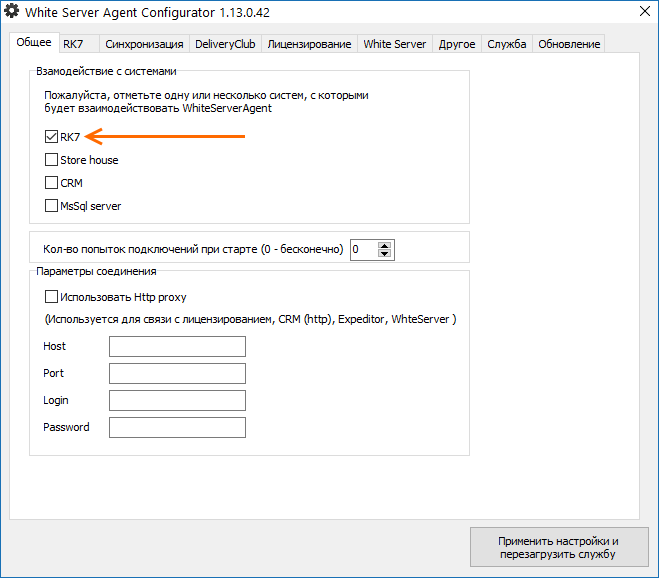 White Server Agent Configurator 1.13.0.42
Общее RK7 Синхронизация DeliveryClub Лицензирование White Server Другое Служба Обновление
Взамодействие с системами
Пожалуйста, отметьте одну или несколько систем, с которыми
будет взаимодействовать WhiteServerAgent
RK7
Store house
CRM
MsSql server
Кол-во попыток подключений при старте (0 - бесконечно) 0
Параметры соединения
Использовать Http proxy
(Используется для связи с лицензированием, CRM (http), Expeditor, WhteServer )
Host
Port
Login
Password
Применить настройки и
перезагрузить службу